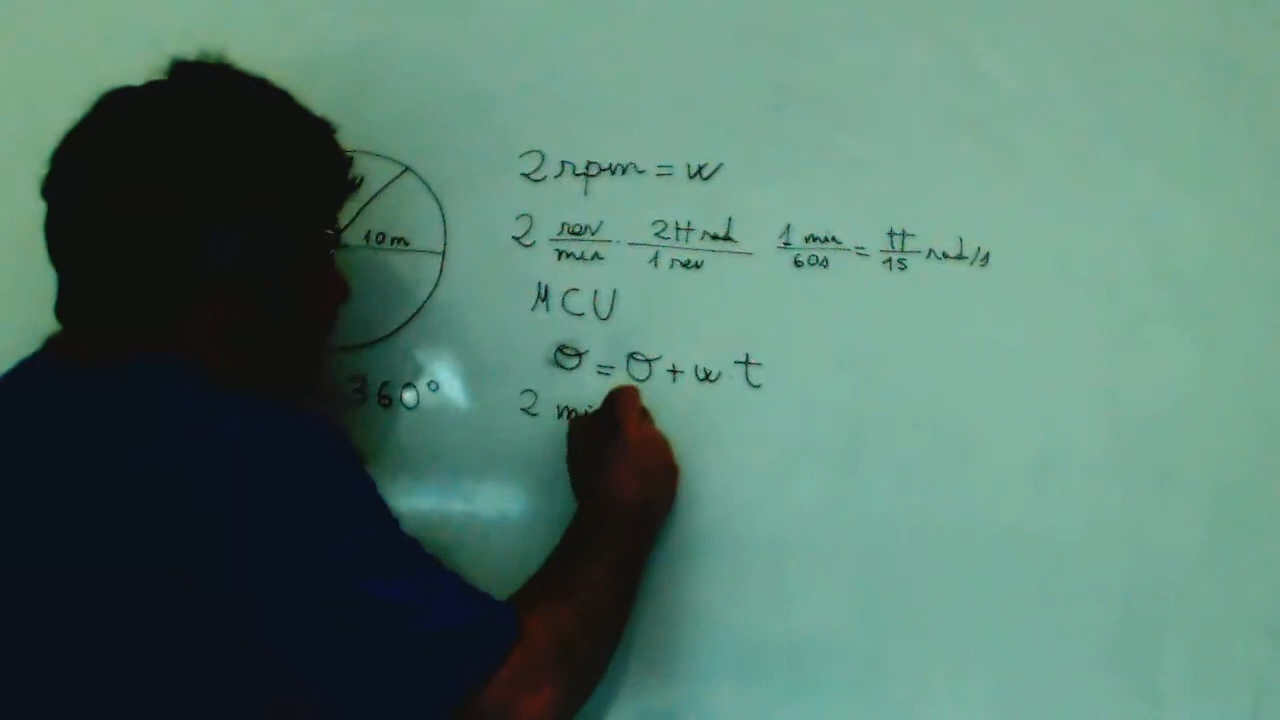 10m
360°
2 rpm = w
2 rev/min · 2π rad/1 rev 1 min/60s = π/15 rad/s
MCU
θ = θ + w t
2